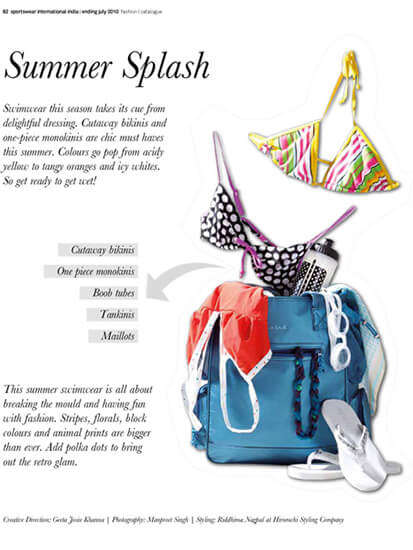 82 sportswear international india | ending july 2010 fashion | catalogue
Summer Splash
Swimwear this season takes its cue from
delightful dressing. Cutaway bikinis and
one-piece monokinis are chic must haves
this summer. Colours go pop from acidy
yellow to tangy oranges and icy whites.
So get ready to get wet!
Cutaway bikinis
One piece monokinis
Boob tubes
Tankinis
Maillots
This summer swimwear is all about
breaking the mould and having fun
with fashion. Stripes, florals, block
colours and animal prints are bigger
than ever. Add polka dots to bring
out the retro glam.
Creative Direction: Geeta | Photography: Manpreet Singh | Styling: Riddhima Nagpal at Styling Company